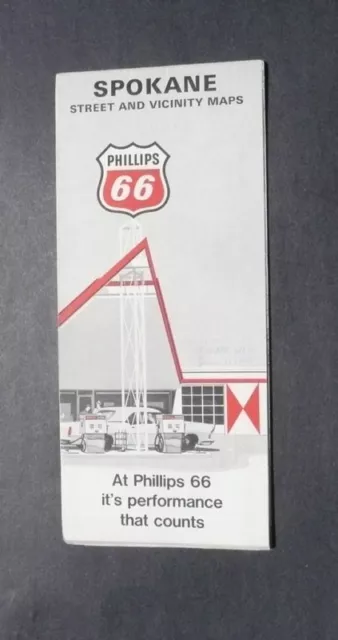 SPOKANE
STREET AND VICINITY MAPS
PHILLIPS
66
At Phillips 66
it's performance
that counts